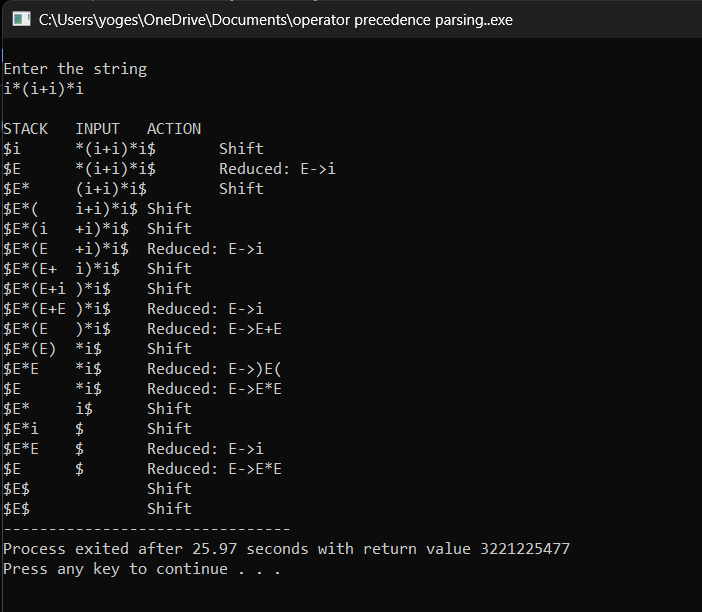 C:\Users\yoges\OneDrive\Documents\operator precedence parsing..exe
Enter the string
i*(i+i)*i
STACK   INPUT   ACTION
$i      *(i+i)*i$       Shift
$E      *(i+i)*i$       Reduced: E->i
$E*     (i+i)*i$        Shift
$E*(    i+i)*i$ Shift
$E*(i   +i)*i$  Shift
$E*(E   +i)*i$  Reduced: E->i
$E*(E+  i)*i$   Shift
$E*(E+i )*i$    Shift
$E*(E+E )*i$    Reduced: E->i
$E*(E   )*i$    Reduced: E->E+E
$E*(E)  *i$     Shift
$E*E    *i$     Reduced: E->)E(
$E      *i$     Reduced: E->E*E
$E*     i$      Shift
$E*i    $       Shift
$E*E    $       Reduced: E->i
$E      $       Reduced: E->E*E
$E$             Shift
$E$             Shift
--------------------------------
Process exited after 25.97 seconds with return value 3221225477
Press any key to continue . . .